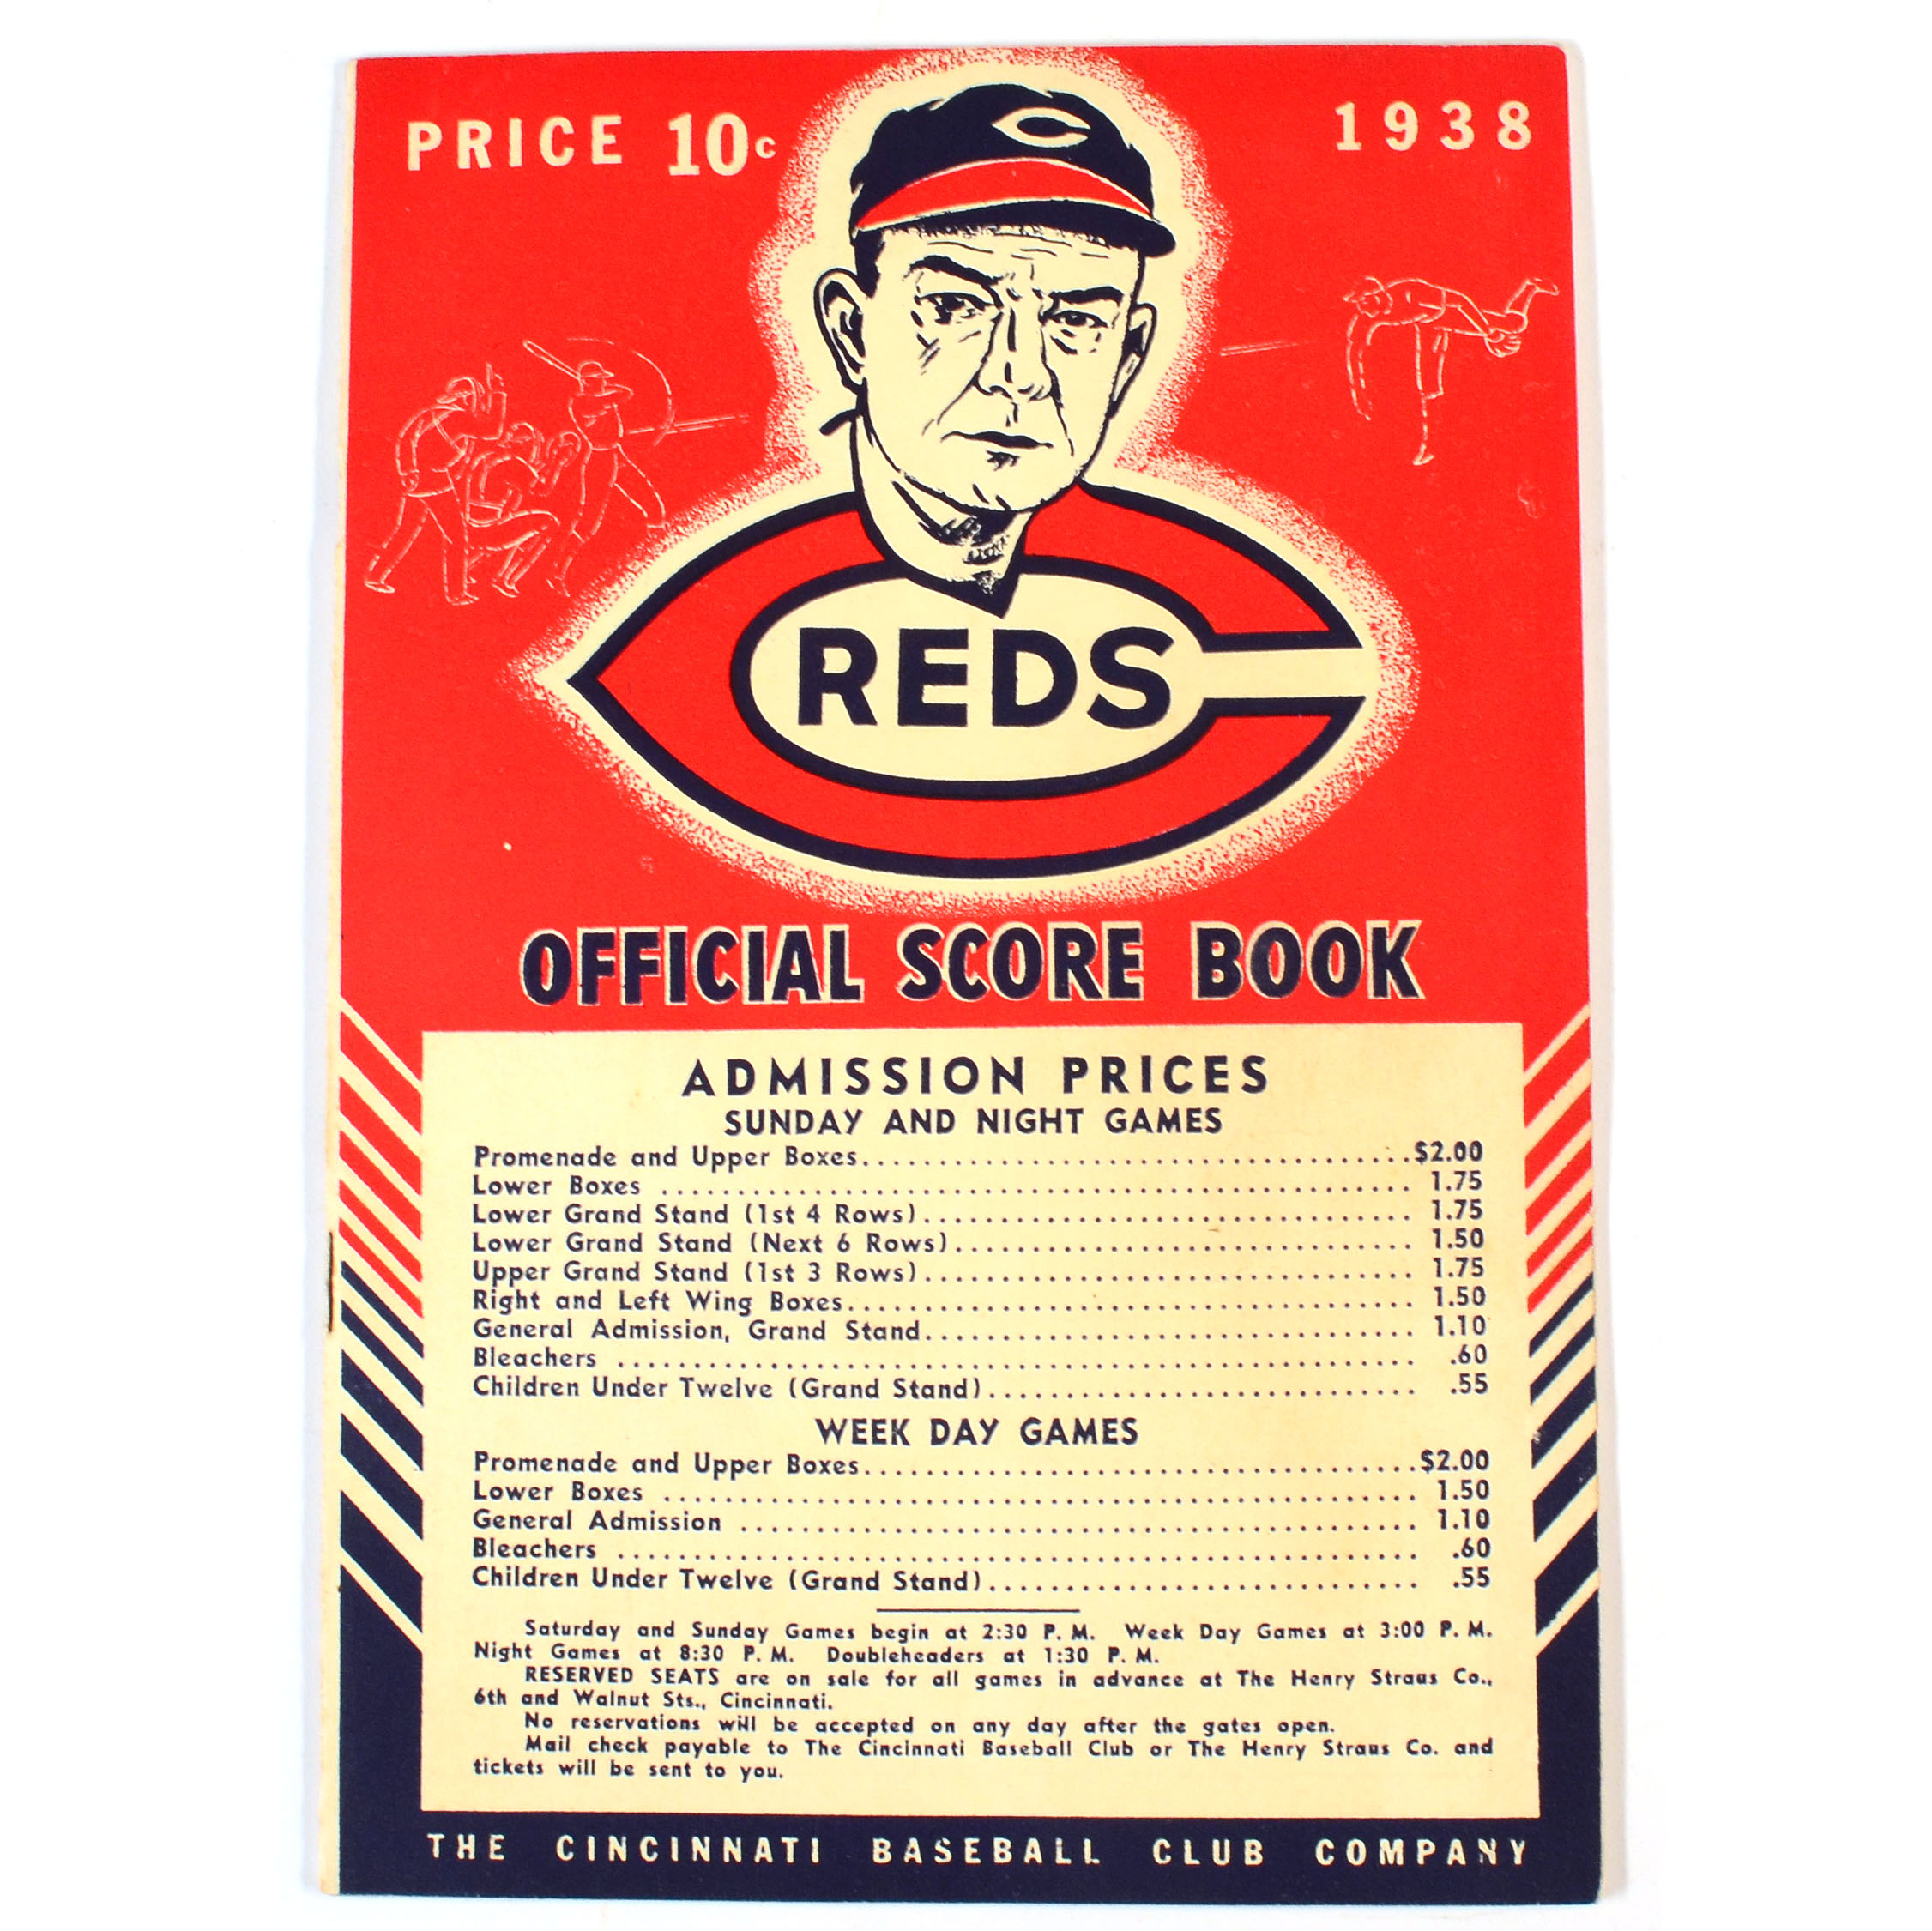 PRICE 10c
1938
C
REDS
OFFICIAL SCORE BOOK
ADMISSION PRICES
SUNDAY AND NIGHT GAMES
Promenade and Upper Boxes....................................$2.00
Lower Boxes .................................................. 1.75
Lower Grand Stand (1st 4 Rows)................................ 1.75
Lower Grand Stand (Next 6 Rows).............................. 1.50
Upper Grand Stand (1st 3 Rows)................................ 1.75
Right and Left Wing Boxes..................................... 1.50
General Admission, Grand Stand................................ 1.10
Bleachers ..................................................... .60
Children Under Twelve (Grand Stand)............................ .55
WEEK DAY GAMES
Promenade and Upper Boxes....................................$2.00
Lower Boxes .................................................. 1.50
General Admission ............................................. 1.10
Bleachers ..................................................... .60
Children Under Twelve (Grand Stand)............................ .55
Saturday and Sunday Games begin at 2:30 P. M. Week Day Games at 3:00 P. M.
Night Games at 8:30 P. M. Doubleheaders at 1:30 P. M.
RESERVED SEATS are on sale for all games in advance at The Henry Straus Co.,
6th and Walnut Sts., Cincinnati.
No reservations will be accepted on any day after the gates open.
Mail check payable to The Cincinnati Baseball Club or The Henry Straus Co. and
tickets will be sent to you.
THE CINCINNATI BASEBALL CLUB COMPANY